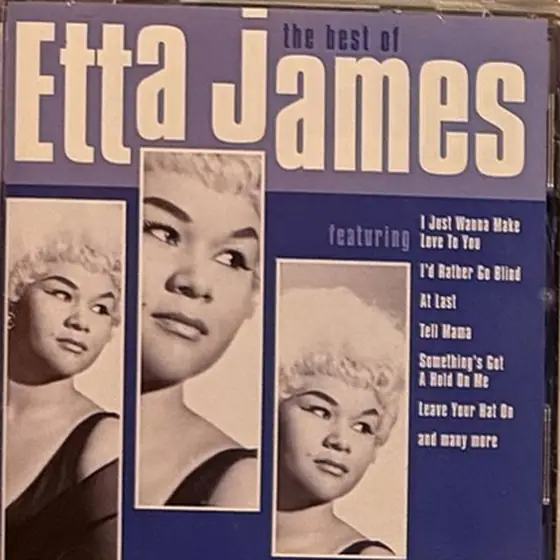 the best of
Etta James
featuring
I Just Wanna Make
Love To You
I'd Rather Go Blind
At Last
Tell Mama
Something's Got
A Hold On Me
Leave Your Hat On
and many more